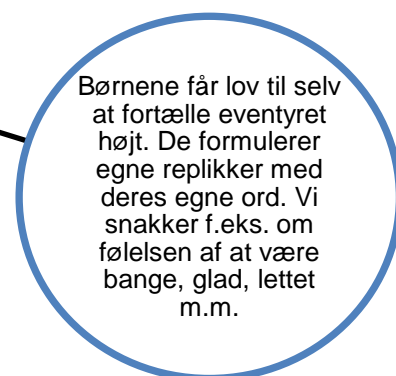 Børnene får lov til selv
at fortælle eventyret
højt. De formulerer
egne replikker med
deres egne ord. Vi
snakker f.eks. om
følelsen af at være
bange, glad, lettet
m.m.